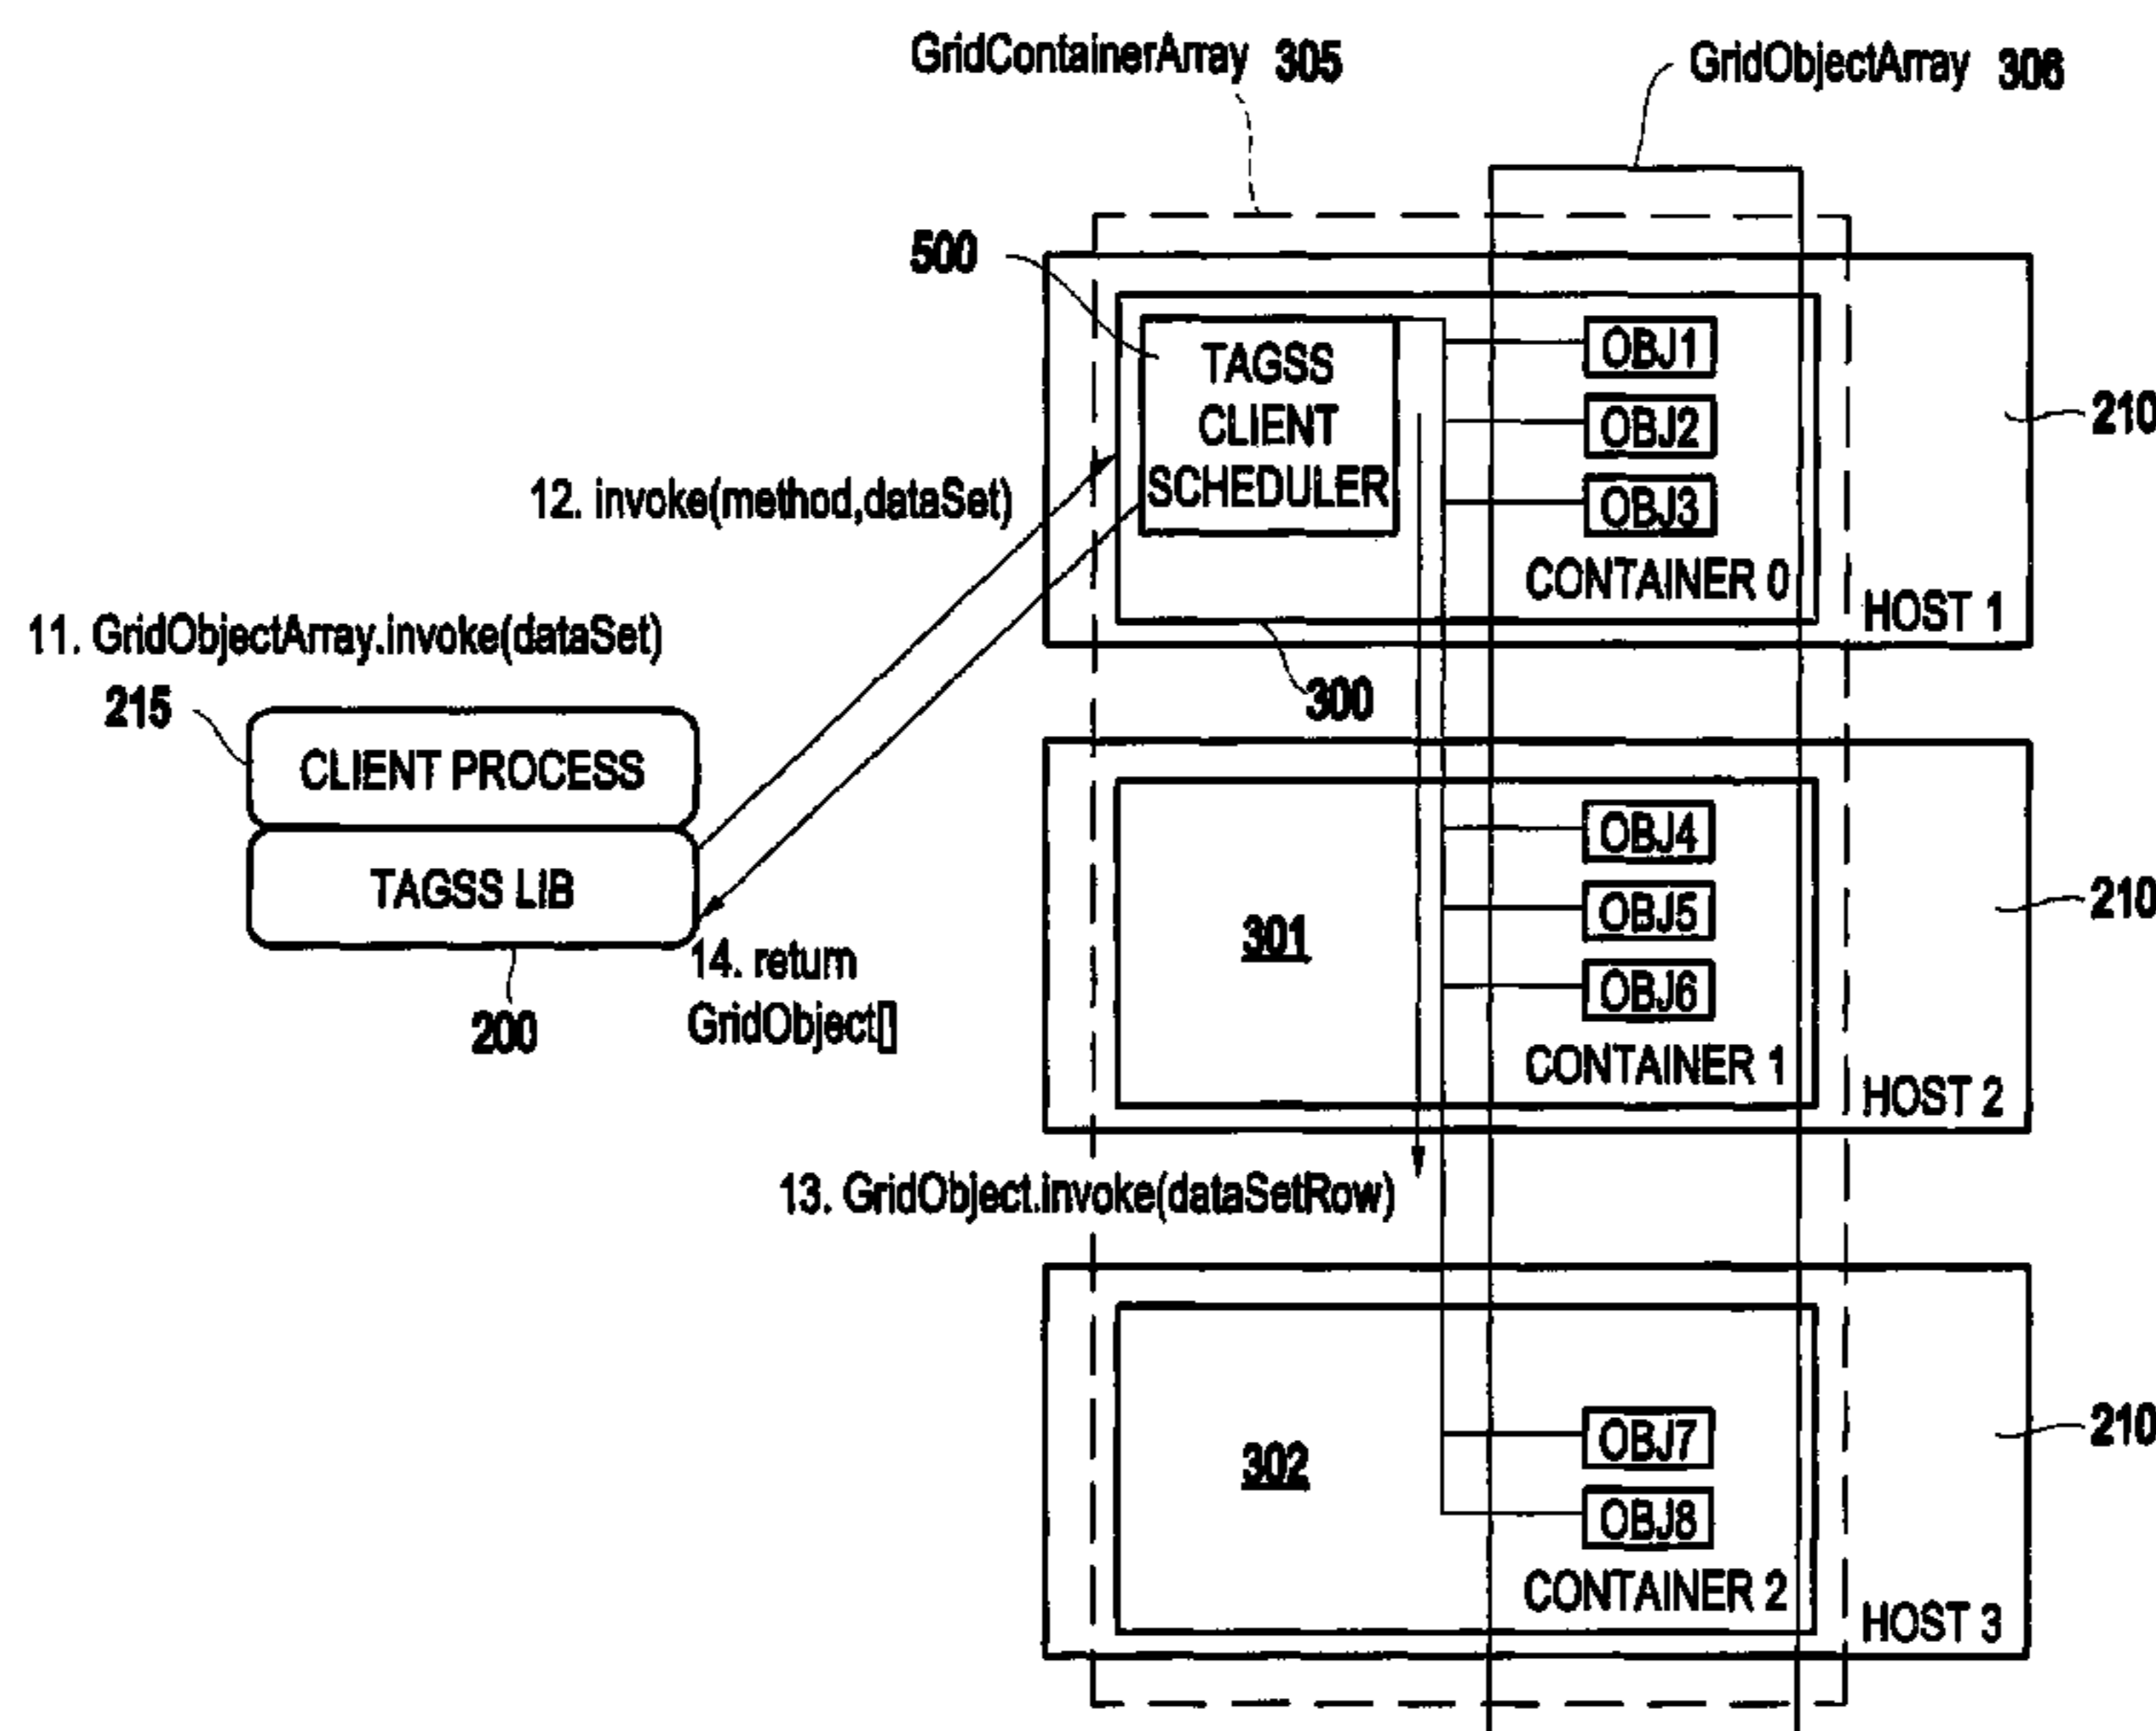 GridContainerArray 305
GridObjectArray 306
500
TAGSS
CLIENT
SCHEDULER
OBJ1
OBJ2
OBJ3
CONTAINER 0
HOST 1
210
300
12. invoke(method,dataSet)
11. GridObjectArray.invoke(dataSet)
215
CLIENT PROCESS
TAGSS LIB
200
14. return
GridObject[]
301
OBJ4
OBJ5
OBJ6
CONTAINER 1
HOST 2
210
13. GridObject.invoke(dataSetRow)
302
OBJ7
OBJ8
CONTAINER 2
HOST 3
210